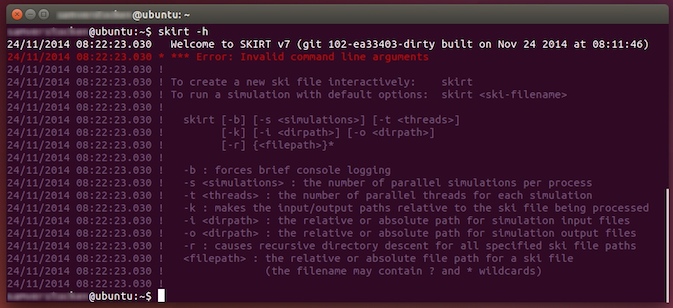 @ubuntu: ~
@ubuntu:~$ skirt -h
24/11/2014 08:22:23.030   Welcome to SKIRT v7 (git 102-ea33403-dirty built on Nov 24 2014 at 08:11:46)
24/11/2014 08:22:23.030 * *** Error: Invalid command line arguments
24/11/2014 08:22:23.030 !
24/11/2014 08:22:23.030 ! To create a new ski file interactively:    skirt
24/11/2014 08:22:23.030 ! To run a simulation with default options:  skirt <ski-filename>
24/11/2014 08:22:23.030 !
24/11/2014 08:22:23.030 !   skirt [-b] [-s <simulations>] [-t <threads>]
24/11/2014 08:22:23.030 !         [-k] [-i <dirpath>] [-o <dirpath>]
24/11/2014 08:22:23.030 !         [-r] {<filepath>}*
24/11/2014 08:22:23.030 !
24/11/2014 08:22:23.030 !   -b : forces brief console logging
24/11/2014 08:22:23.030 !   -s <simulations> : the number of parallel simulations per process
24/11/2014 08:22:23.030 !   -t <threads> : the number of parallel threads for each simulation
24/11/2014 08:22:23.030 !   -k : makes the input/output paths relative to the ski file being processed
24/11/2014 08:22:23.030 !   -i <dirpath> : the relative or absolute path for simulation input files
24/11/2014 08:22:23.030 !   -o <dirpath> : the relative or absolute path for simulation output files
24/11/2014 08:22:23.030 !   -r : causes recursive directory descent for all specified ski file paths
24/11/2014 08:22:23.030 !   <filepath> : the relative or absolute file path for a ski file
24/11/2014 08:22:23.030 !                (the filename may contain ? and * wildcards)
24/11/2014 08:22:23.030 !
@ubuntu:~$